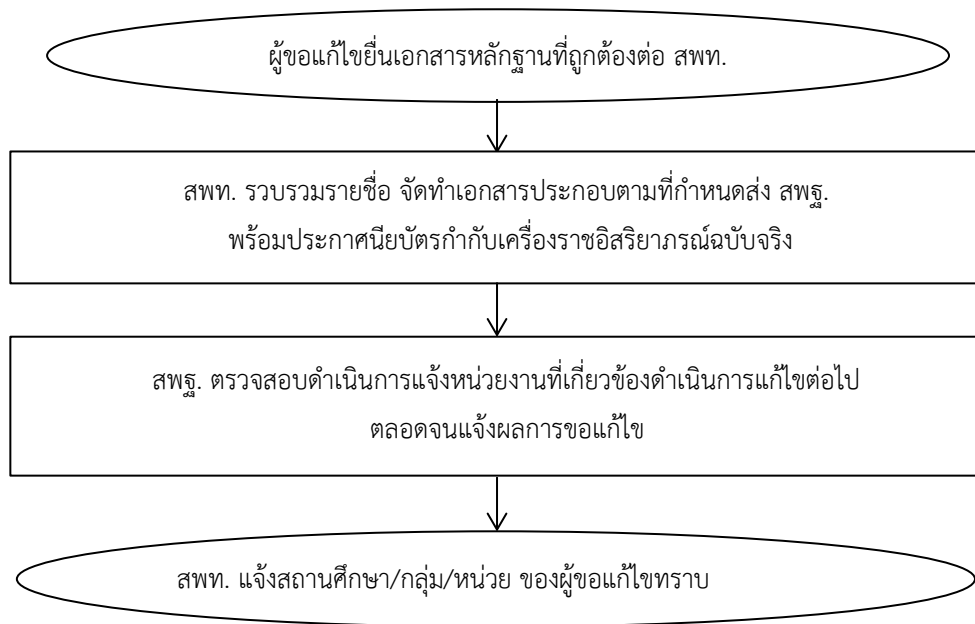 ผู้ขอแก้ไขยื่นเอกสารหลักฐานที่ถูกต้องต่อ สพท.
สพท. รวบรวมรายชื่อ จัดทำเอกสารประกอบตามที่กำหนดส่ง สพฐ.
พร้อมประกาศนียบัตรกำกับเครื่องราชอิสริยาภรณ์ฉบับจริง
สพฐ. ตรวจสอบดำเนินการแจ้งหน่วยงานที่เกี่ยวข้องดำเนินการแก้ไขต่อไป
ตลอดจนแจ้งผลการขอแก้ไข
สพท. แจ้งสถานศึกษา/กลุ่ม/หน่วย ของผู้ขอแก้ไขทราบ